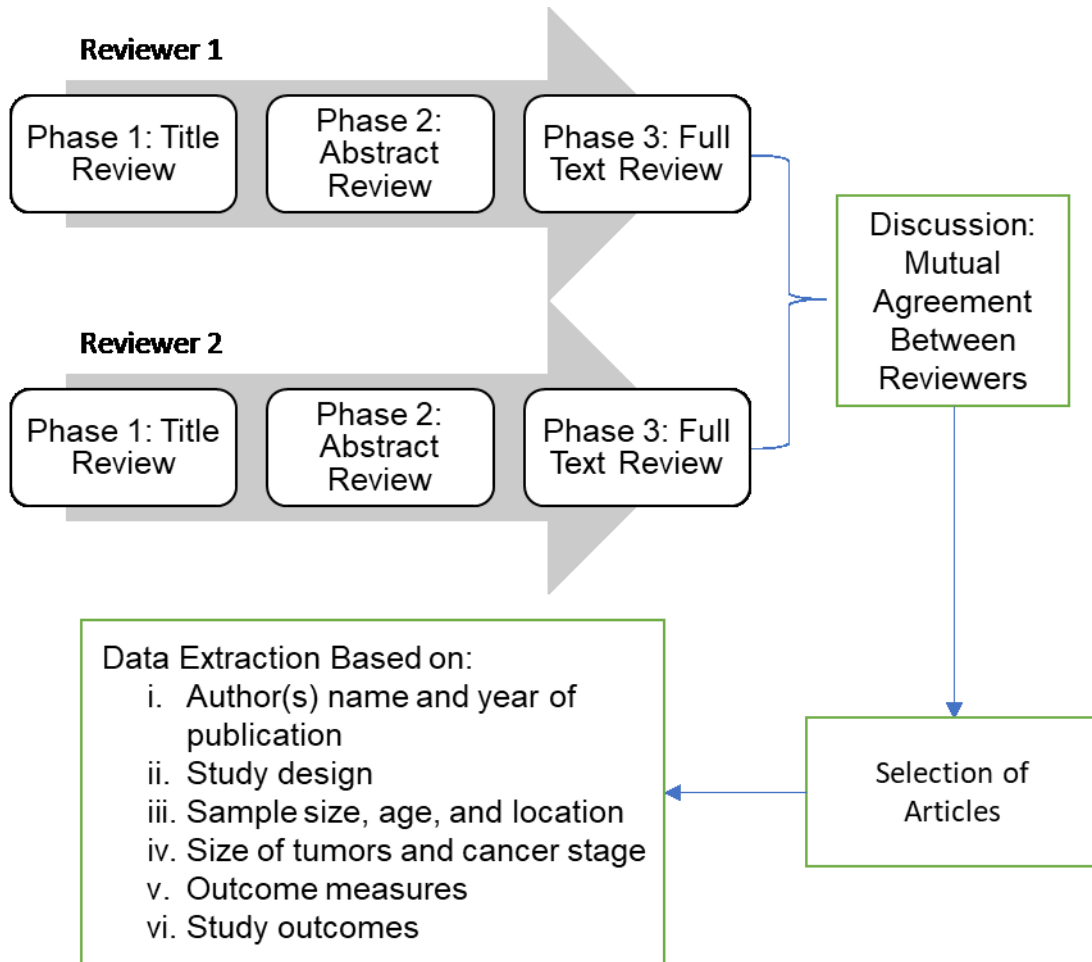 Reviewer 1
Phase 1: Title
Review
Phase 2:
Abstract
Review
Phase 3: Full
Text Review
Reviewer 2
Phase 1: Title
Review
Phase 2:
Abstract
Review
Phase 3: Full
Text Review
Discussion:
Mutual
Agreement
Between
Reviewers
Selection of
Articles
Data Extraction Based on:
i. Author(s) name and year of
publication
ii. Study design
iii. Sample size, age, and location
iv. Size of tumors and cancer stage
v. Outcome measures
vi. Study outcomes